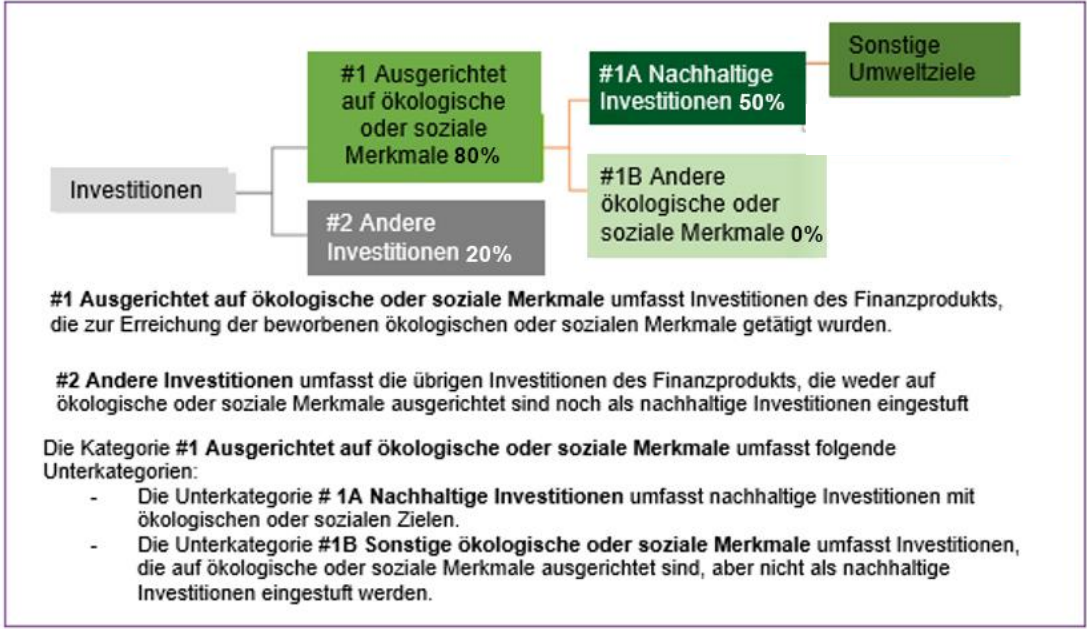 Investitionen
#1 Ausgerichtet
auf ökologische
oder soziale
Merkmale 80%
#2 Andere
Investitionen 20%
#1A Nachhaltige
Investitionen 50%
#1B Andere
ökologische oder
soziale Merkmale 0%
Sonstige
Umweltziele
#1 Ausgerichtet auf ökologische oder soziale Merkmale umfasst Investitionen des Finanzprodukts,
die zur Erreichung der beworbenen ökologischen oder sozialen Merkmale getätigt wurden.
#2 Andere Investitionen umfasst die übrigen Investitionen des Finanzprodukts, die weder auf
ökologische oder soziale Merkmale ausgerichtet sind noch als nachhaltige Investitionen eingestuft
Die Kategorie #1 Ausgerichtet auf ökologische oder soziale Merkmale umfasst folgende
Unterkategorien:
- Die Unterkategorie # 1A Nachhaltige Investitionen umfasst nachhaltige Investitionen mit
ökologischen oder sozialen Zielen.
- Die Unterkategorie #1B Sonstige ökologische oder soziale Merkmale umfasst Investitionen,
die auf ökologische oder soziale Merkmale ausgerichtet sind, aber nicht als nachhaltige
Investitionen eingestuft werden.